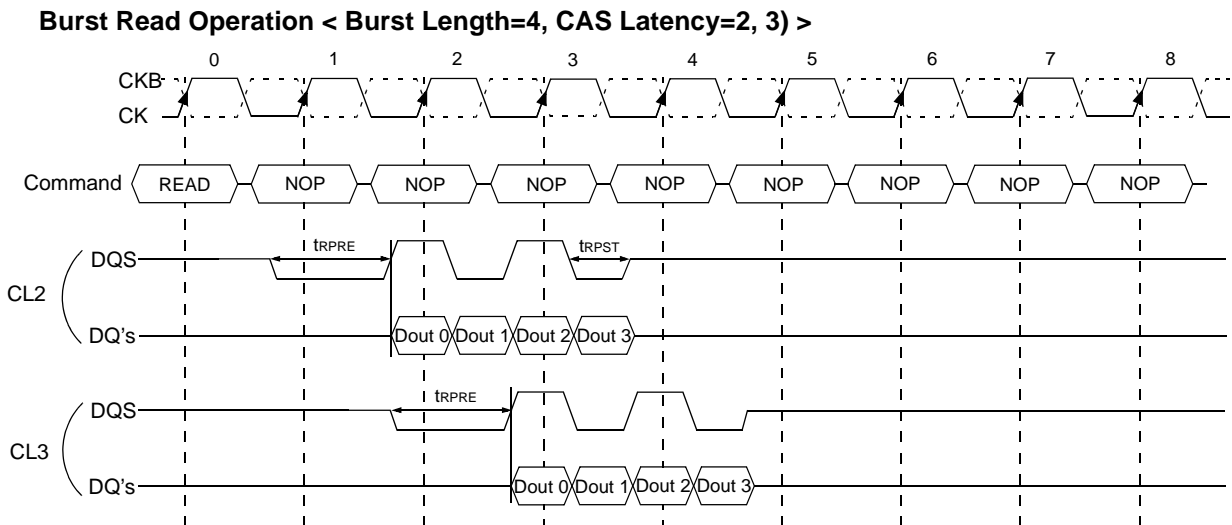 Burst Read Operation < Burst Length=4, CAS Latency=2, 3) >
0 1 2 3 4 5 6 7 8
CKB
CK
Command READ NOP NOP NOP NOP NOP NOP NOP NOP
CL2
DQS tRPRE tRPST
DQ's Dout 0 Dout 1 Dout 2 Dout 3
CL3
DQS tRPRE
DQ's Dout 0 Dout 1 Dout 2 Dout 3